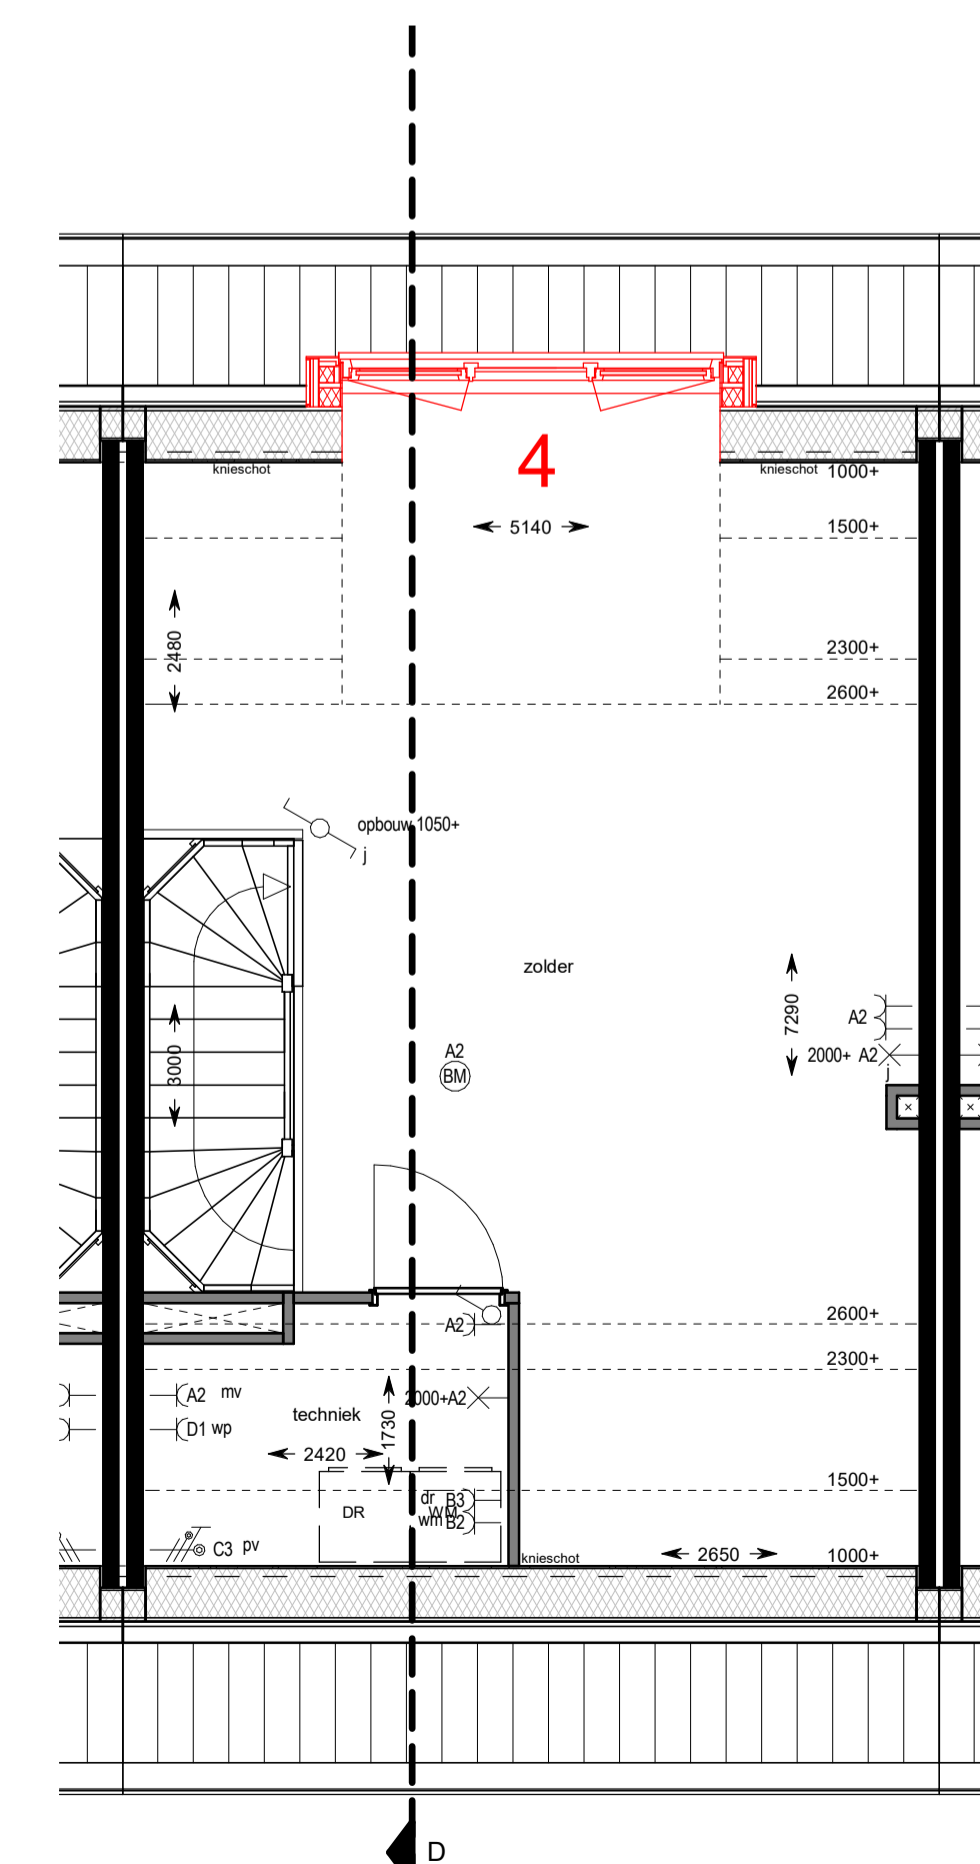 4
knieschot
knieschot
1000+
5140
1500+
2480
2300+
2600+
opbouw 1050+
j
zolder
7290
A2
2000+ A2
j
3000
A2
BM
2600+
A2
2300+
A2 mv
2000+A2
D1 wp
techniek
1730
2420
1500+
dr B3
DR
WM
wm B2
C3 pv
knieschot
2650
1000+
D